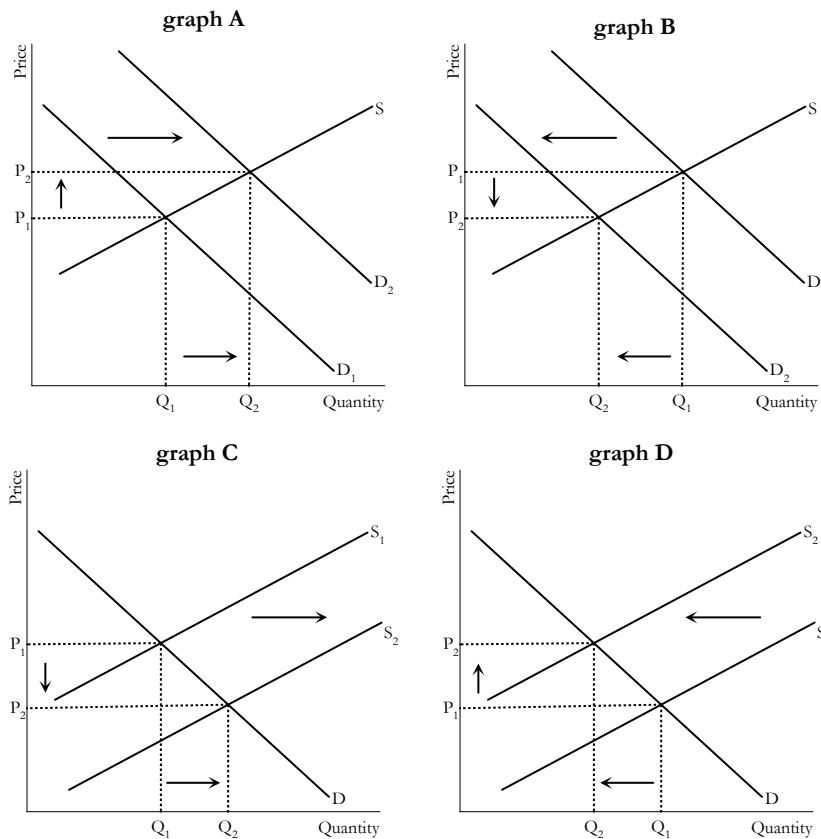 graph A
Price
S
P₂
P₁
D₂
D₁
Q₁
Q₂
Quantity
graph B
Price
S
P₁
P₂
D
D₂
Q₂
Q₁
Quantity
graph C
Price
S₁
S₂
P₁
P₂
D
Q₁
Q₂
Quantity
graph D
Price
S₂
S
P₂
P₁
D
Q₂
Q₁
Quantity